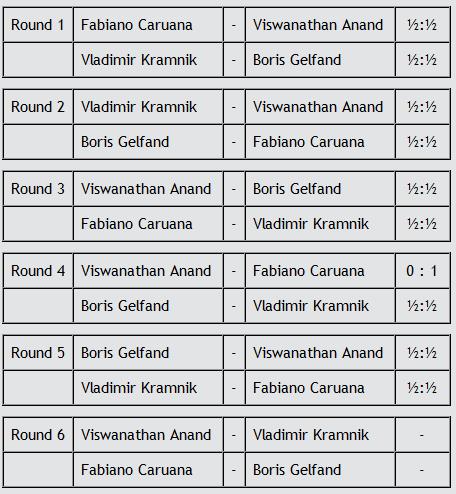 Round 1 Fabiano Caruana - Viswanathan Anand ½:½
Vladimir Kramnik - Boris Gelfand ½:½
Round 2 Vladimir Kramnik - Viswanathan Anand ½:½
Boris Gelfand - Fabiano Caruana ½:½
Round 3 Viswanathan Anand - Boris Gelfand ½:½
Fabiano Caruana - Vladimir Kramnik ½:½
Round 4 Viswanathan Anand - Fabiano Caruana 0 : 1
Boris Gelfand - Vladimir Kramnik ½:½
Round 5 Boris Gelfand - Viswanathan Anand ½:½
Vladimir Kramnik - Fabiano Caruana ½:½
Round 6 Viswanathan Anand - Vladimir Kramnik -
Fabiano Caruana - Boris Gelfand -